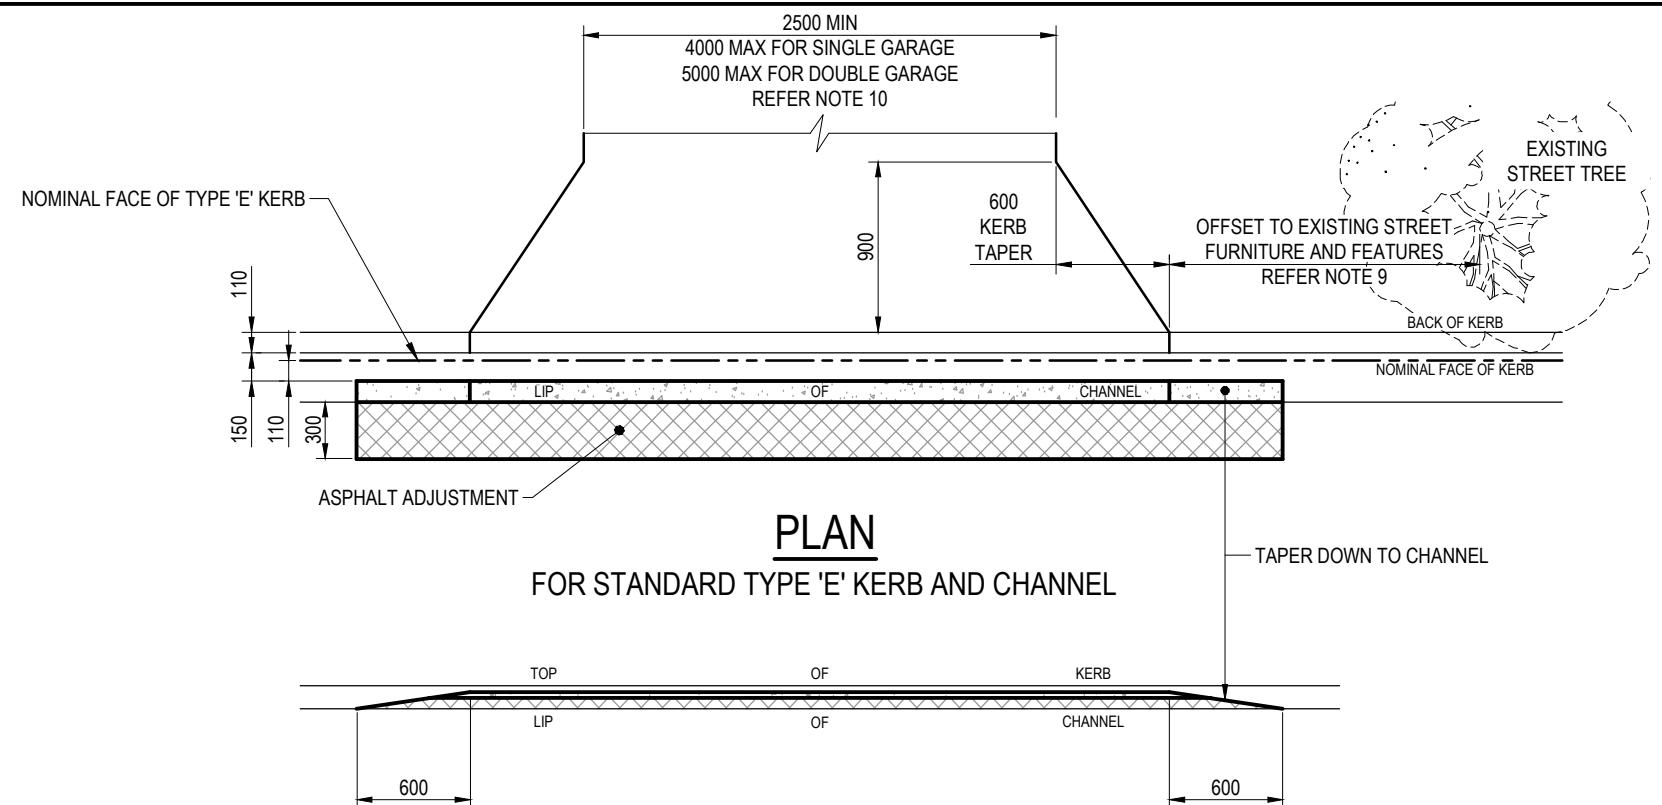 2500 MIN
4000 MAX FOR SINGLE GARAGE
5000 MAX FOR DOUBLE GARAGE
REFER NOTE 10
EXISTING
STREET TREE
NOMINAL FACE OF TYPE 'E' KERB
600
KERB
TAPER
900
OFFSET TO EXISTING STREET
FURNITURE AND FEATURES
REFER NOTE 9
110
BACK OF KERB
NOMINAL FACE OF KERB
LIP OF CHANNEL
150
110
300
ASPHALT ADJUSTMENT
PLAN
FOR STANDARD TYPE 'E' KERB AND CHANNEL
TAPER DOWN TO CHANNEL
TOP OF KERB
LIP OF CHANNEL
600
600